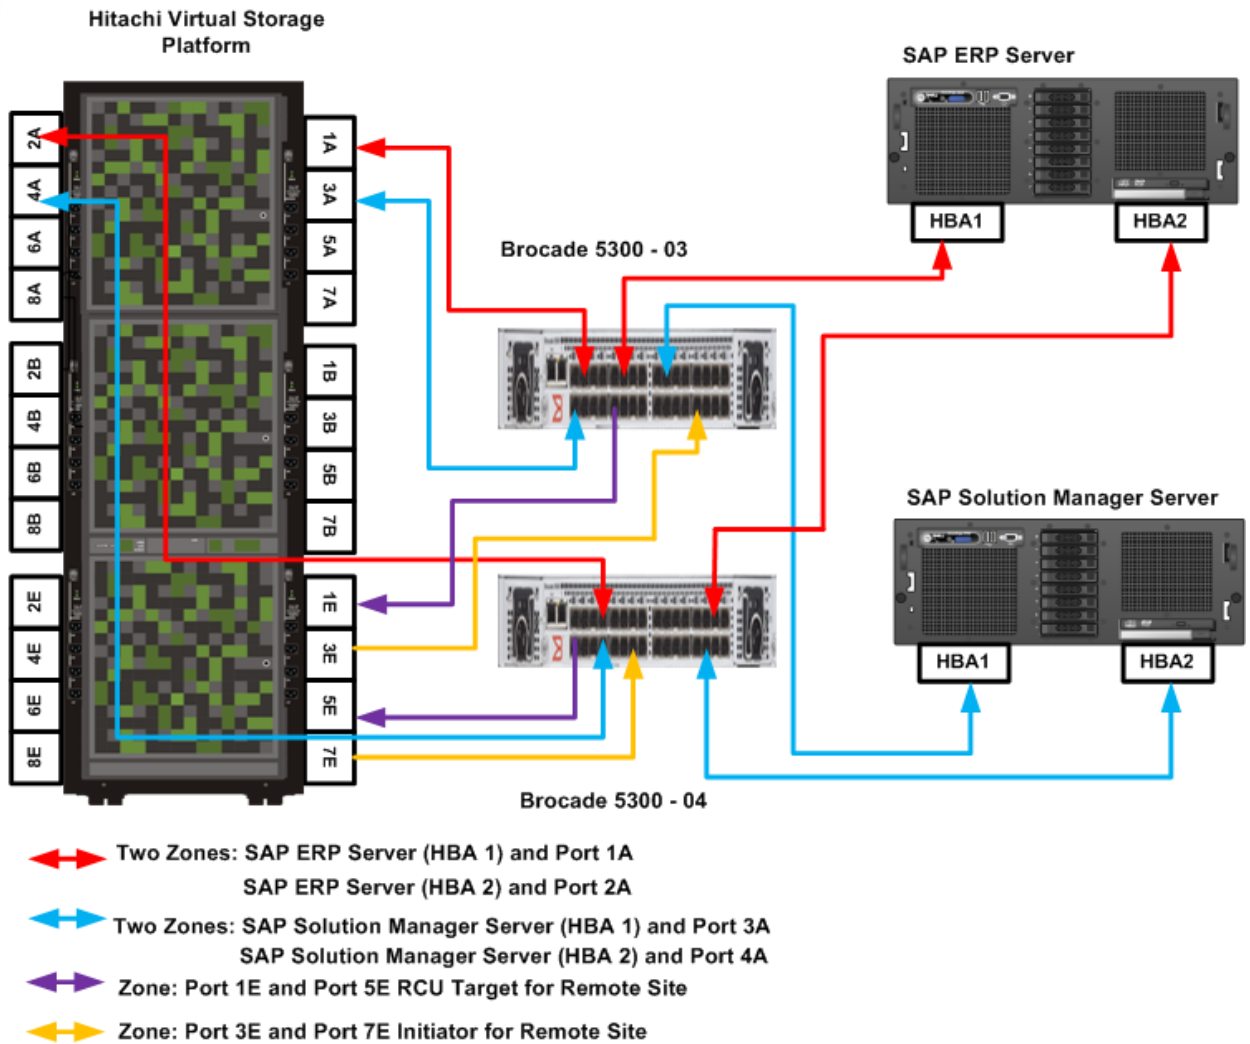 Hitachi Virtual Storage
Platform
SAP ERP Server
2A
4A
6A
8A
1A
3A
5A
7A
HBA1
HBA2
Brocade 5300 - 03
2B
4B
6B
8B
1B
3B
5B
7B
SAP Solution Manager Server
2E
4E
6E
8E
1E
3E
5E
7E
HBA1
HBA2
Brocade 5300 - 04
Two Zones: SAP ERP Server (HBA 1) and Port 1A
SAP ERP Server (HBA 2) and Port 2A
Two Zones: SAP Solution Manager Server (HBA 1) and Port 3A
SAP Solution Manager Server (HBA 2) and Port 4A
Zone: Port 1E and Port 5E RCU Target for Remote Site
Zone: Port 3E and Port 7E Initiator for Remote Site